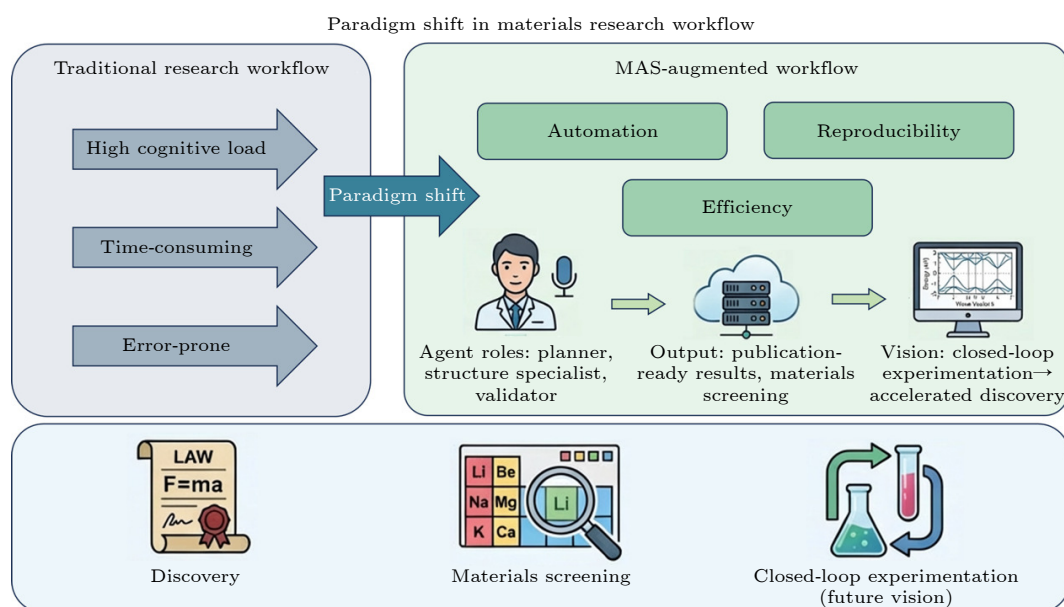 Paradigm shift in materials research workflow
Traditional research workflow
High cognitive load
Time-consuming
Error-prone
Paradigm shift
MAS-augmented workflow
Automation
Reproducibility
Efficiency
Agent roles: planner,
structure specialist,
validator
Output: publication-
ready results, materials
screening
Vision: closed-loop
experimentation→
accelerated discovery
LAW
F=ma
Discovery
Li Be
Na Mg
K Ca
Li
Materials screening
Closed-loop experimentation
(future vision)